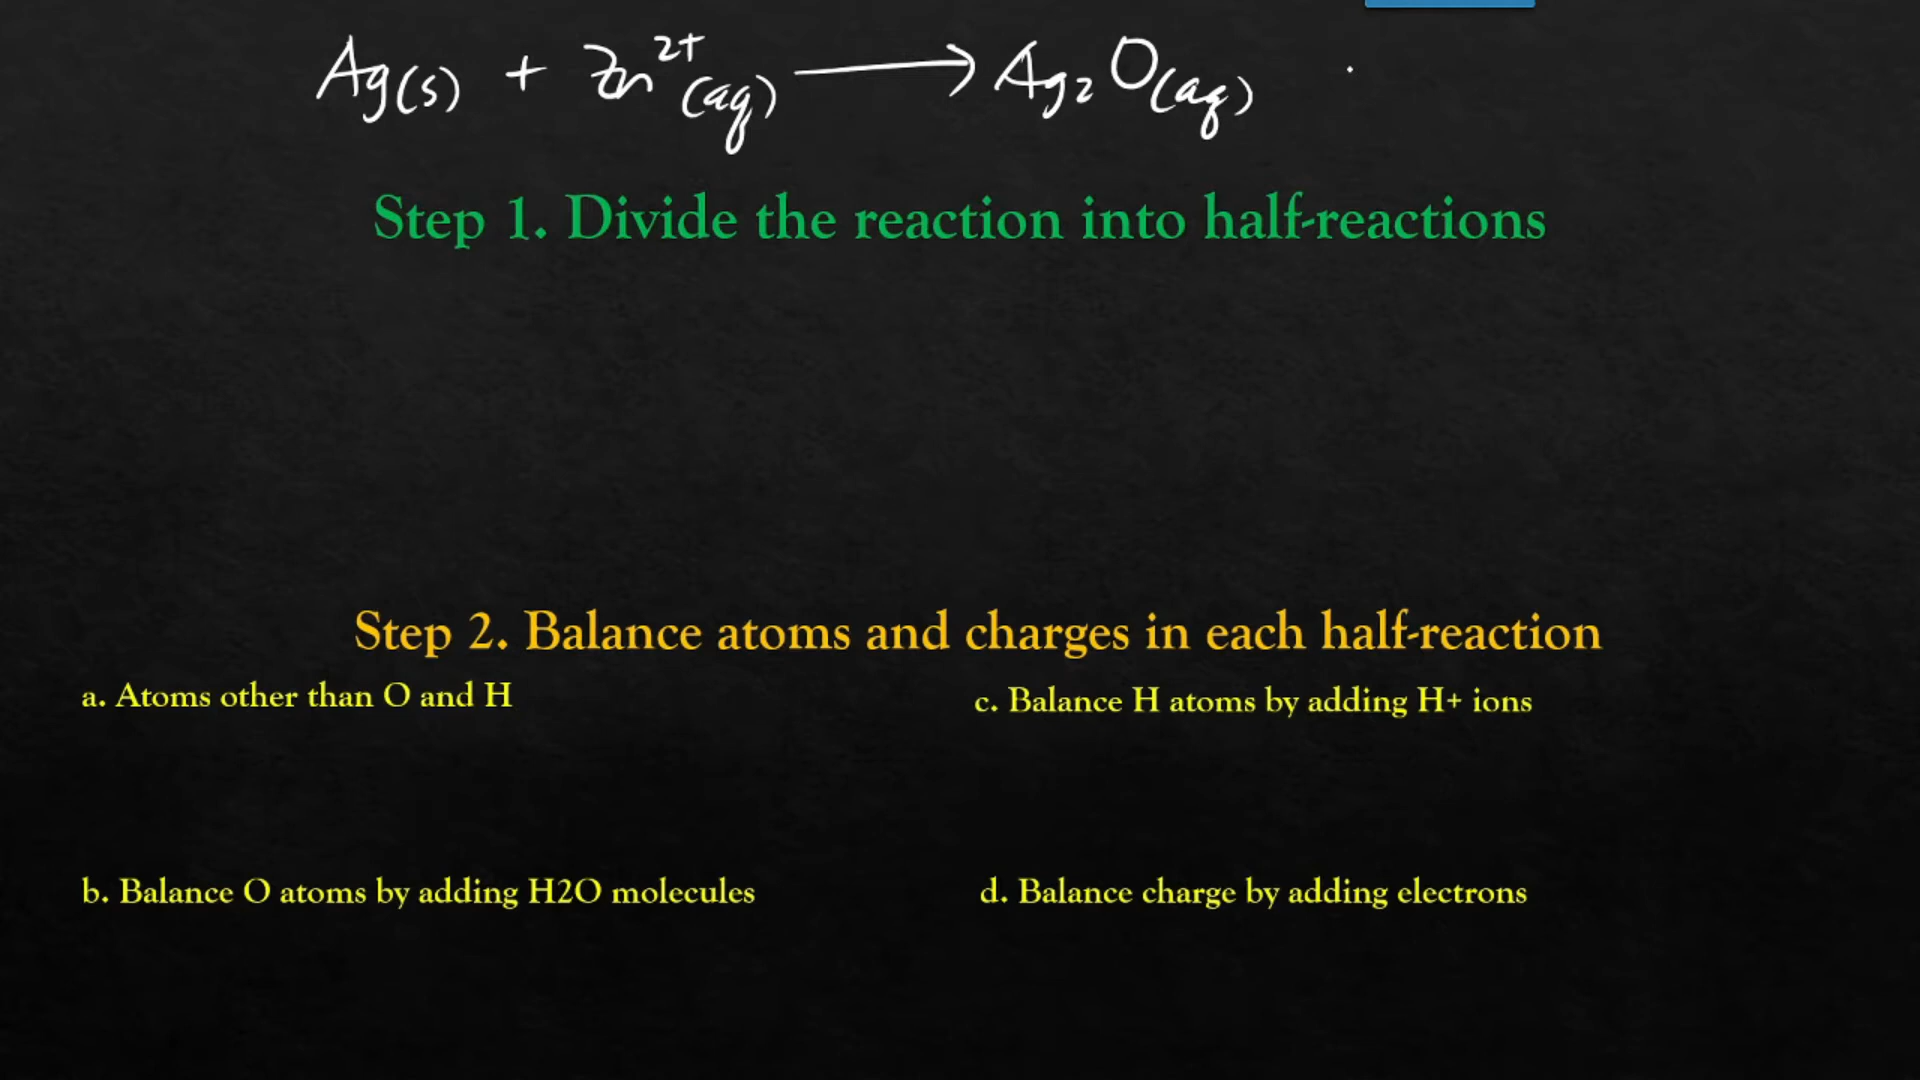 Ag(s) + Zn²⁺(aq) ⟶ Ag₂O(aq)
Step 1. Divide the reaction into half-reactions
Step 2. Balance atoms and charges in each half-reaction
a. Atoms other than O and H
c. Balance H atoms by adding H+ ions
b. Balance O atoms by adding H2O molecules
d. Balance charge by adding electrons